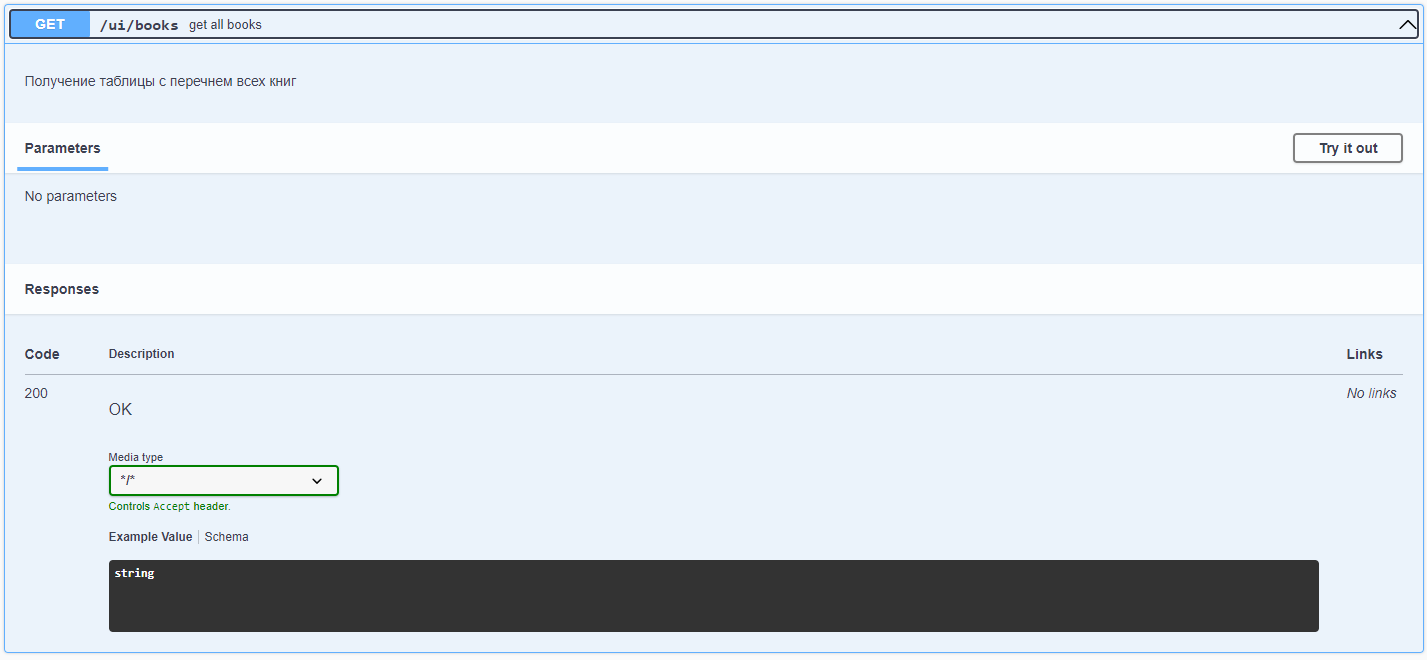 GET /ui/books get all books
Получение таблицы с перечнем всех книг
Parameters Try it out
No parameters
Responses
Code Description Links
200 No links
OK
Media type
*/*
Controls Accept header.
Example Value | Schema
string